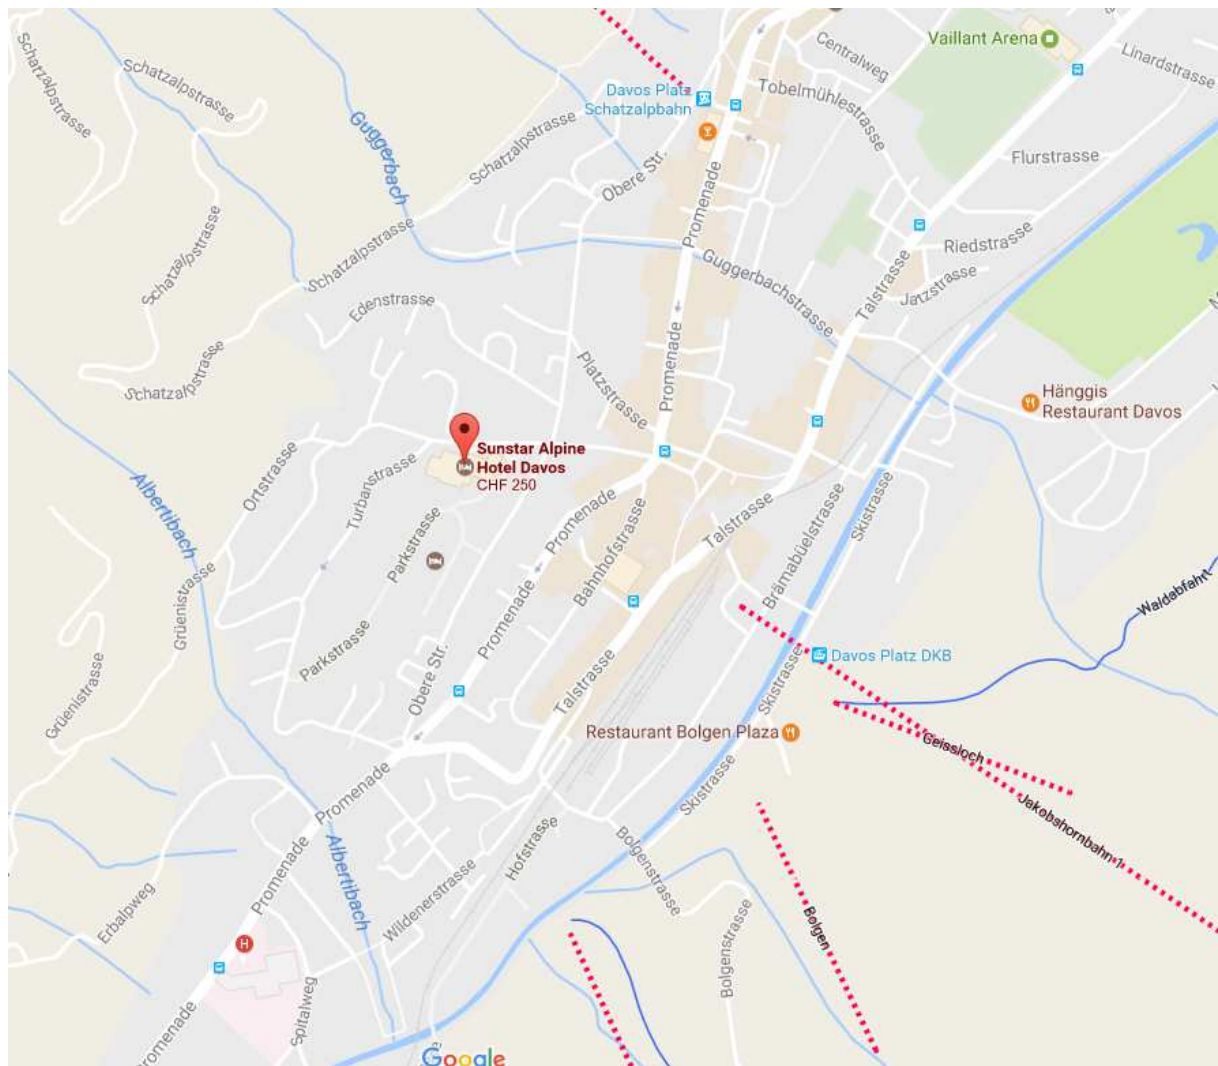 Schatzalpstrasse
Schatzalpstrasse
Vaillant Arena
Centralweg
Linardstrasse
Davos Platz
Schatzalpbahn
Tobelmühlestrasse
Guggerbach
Schatzalpstrasse
Obere Str.
Flurstrasse
Promenade
Schatzalpstrasse
Schatzalpstrasse
Riedstrasse
Guggerbachstrasse
Talstrasse
Jatzstrasse
Edenstrasse
Promenade
Platzstrasse
Schatzalpstrasse
Hänggis
Restaurant Davos
Sunstar Alpine
Hotel Davos
CHF 250
Ortstrasse
Turbanstrasse
Albertibach
Parkstrasse
Promenade
Bahnhofstrasse
Talstrasse
Brämabüelstrasse
Skistrasse
Waldabfahrt
Grüenistrasse
Parkstrasse
Promenade
Obere Str.
Grüenistrasse
Talstrasse
Davos Platz DKB
Skistrasse
Restaurant Bolgen Plaza
Geissloch
Jakobshornbahn 1
Promenade
Skistrasse
Hofstrasse
Bolgenstrasse
Albertibach
Promenade
Wildenerstrasse
Erbalpweg
Bolgen
Bolgenstrasse
H
Spitalweg
Promenade
Google